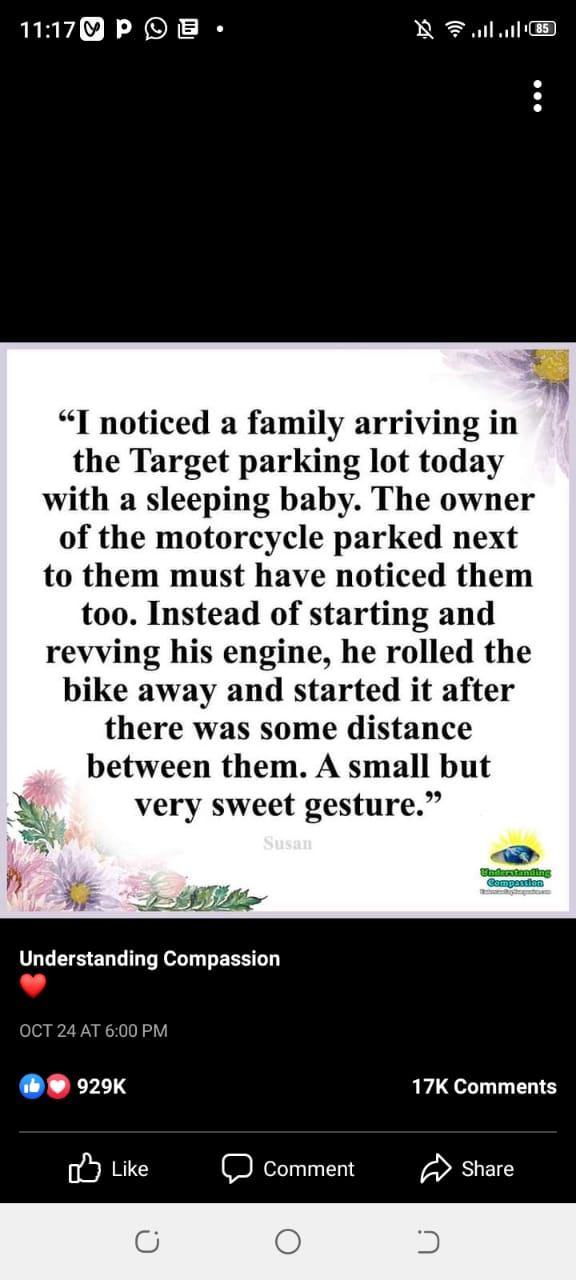 11:17
85
“I noticed a family arriving in
the Target parking lot today
with a sleeping baby. The owner
of the motorcycle parked next
to them must have noticed them
too. Instead of starting and
revving his engine, he rolled the
bike away and started it after
there was some distance
between them. A small but
very sweet gesture.”
Susan
Understanding
Compassion
Understanding Compassion
OCT 24 AT 6:00 PM
929K 17K Comments
Like Comment Share